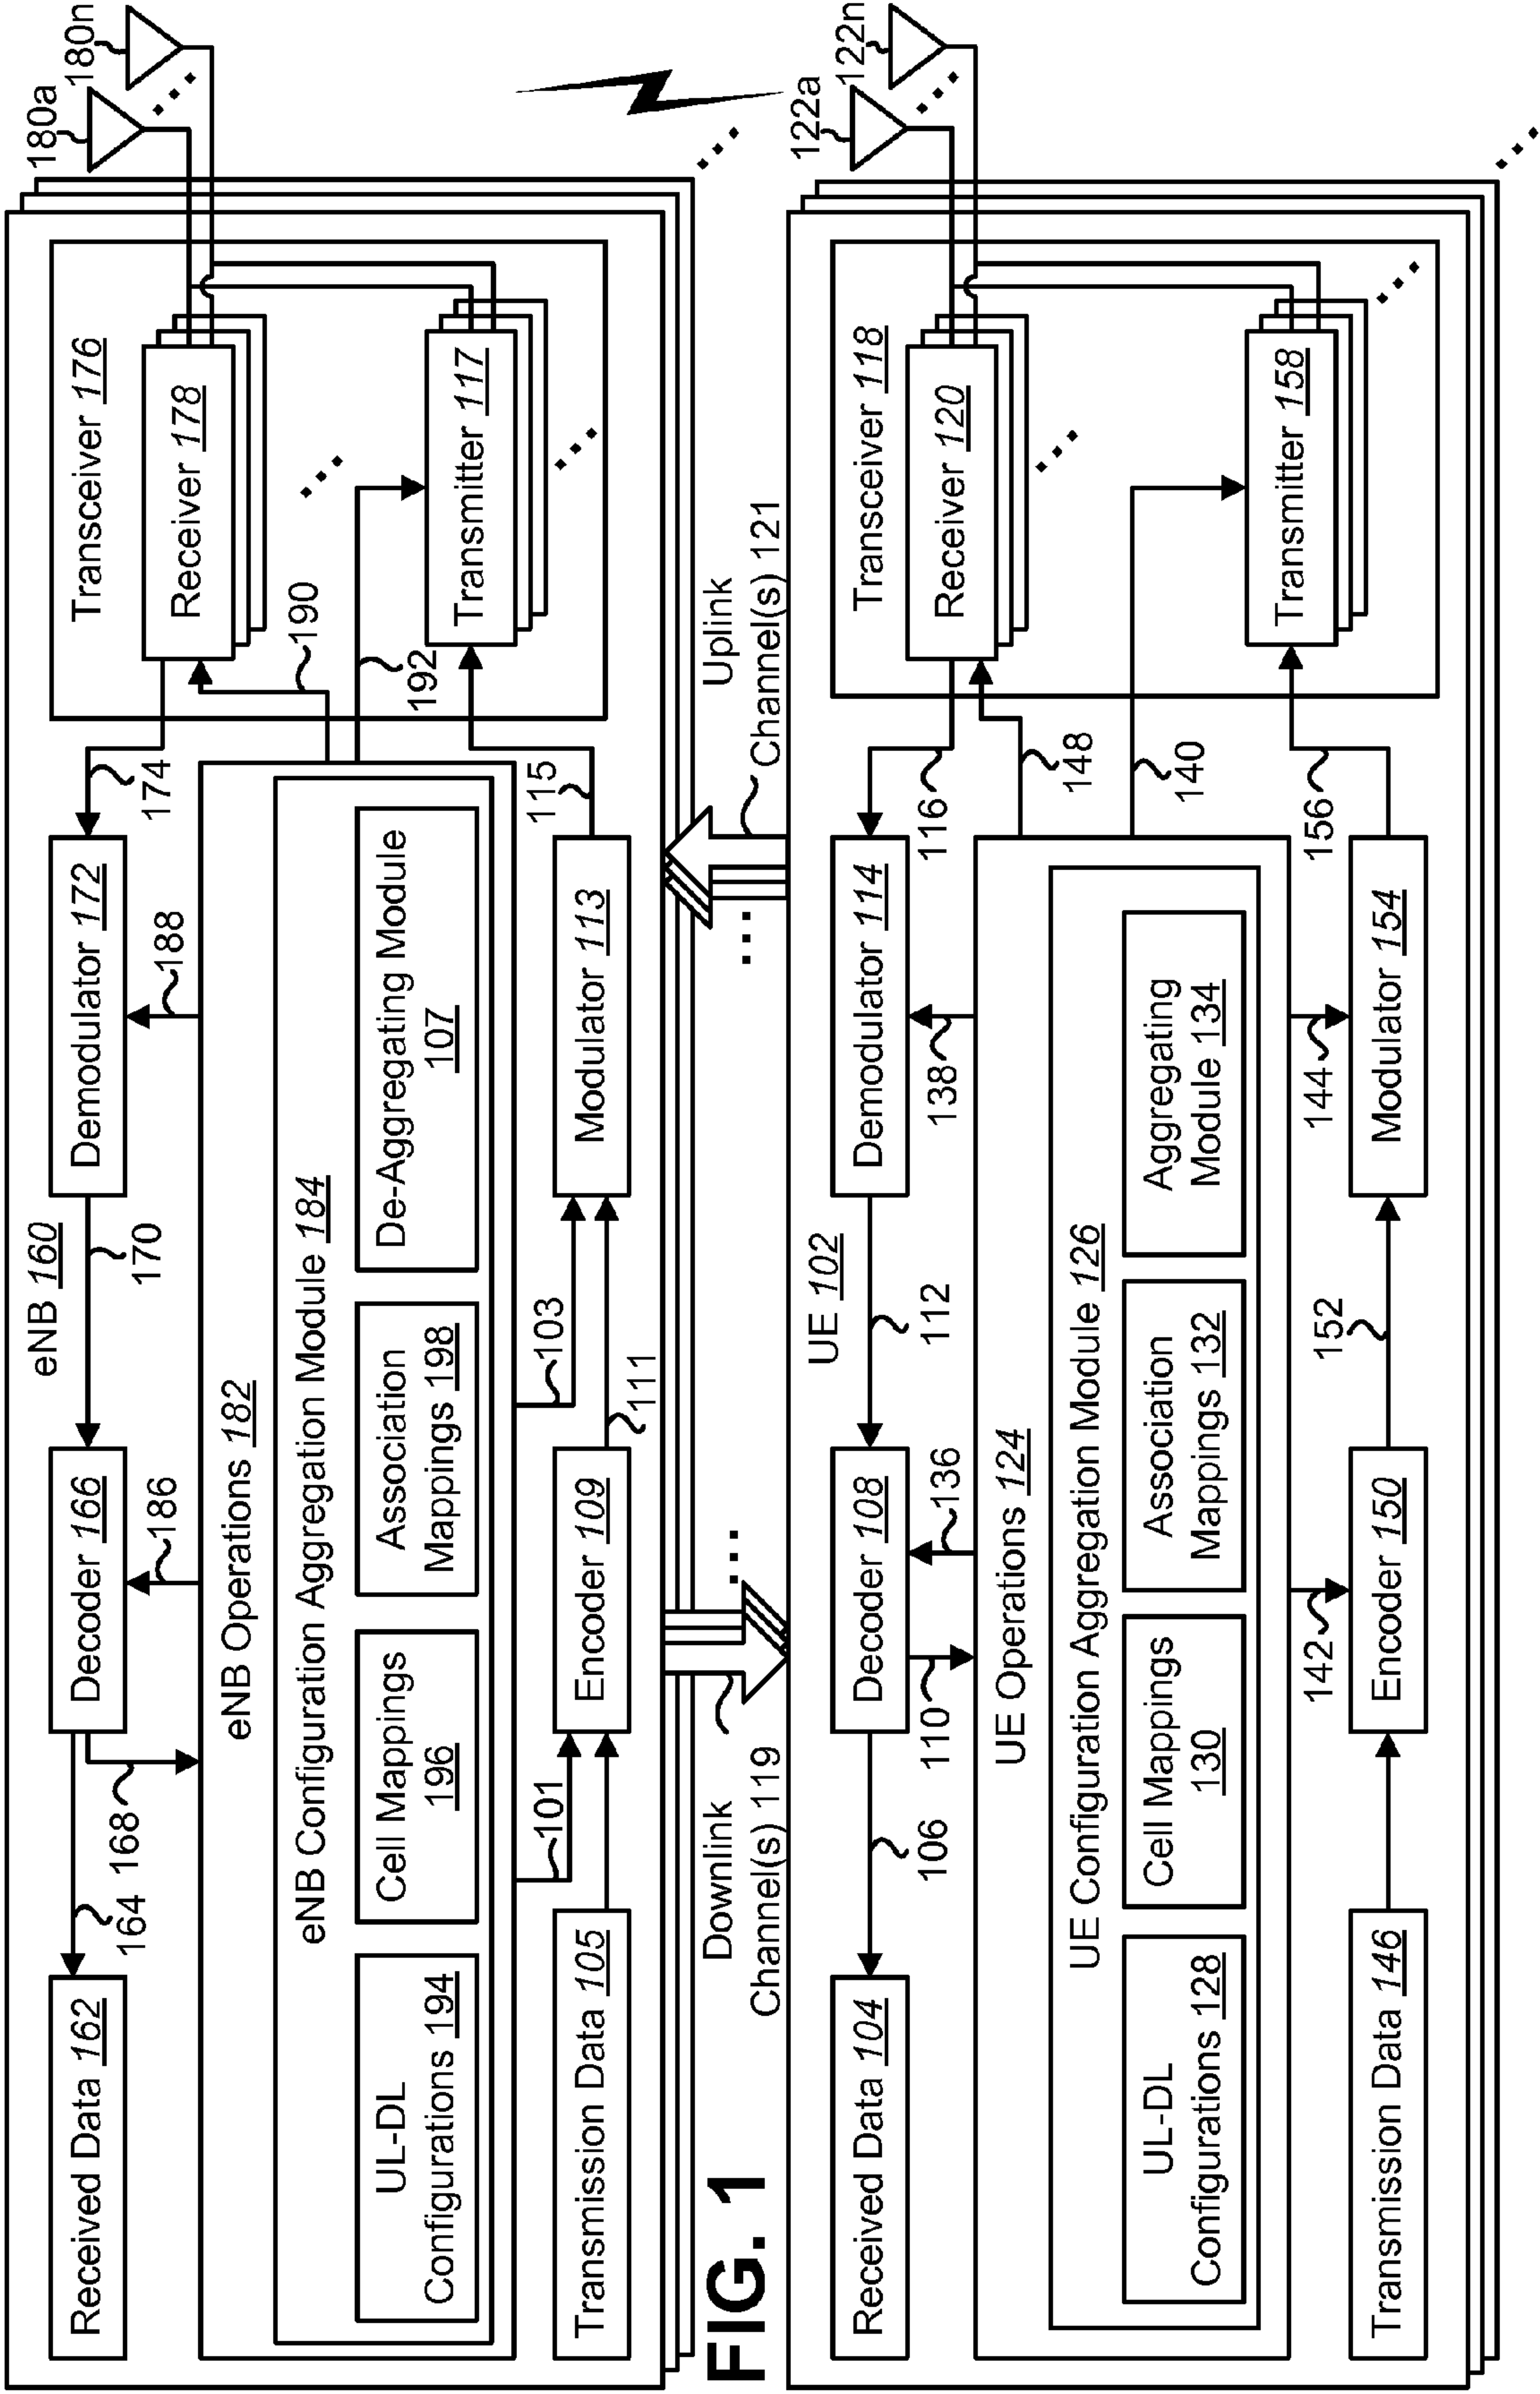 eNB 160
Received Data 162
164
168
Decoder 166
186
170
Demodulator 172
188
174
Transceiver 176
Receiver 178
190
192
Transmitter 117
180a
180n
eNB Operations 182
eNB Configuration Aggregation Module 184
UL-DL
Configurations 194
Cell Mappings
196
Association
Mappings 198
De-Aggregating Module
107
101
103
Transmission Data 105
Encoder 109
111
Modulator 113
115
Downlink
Channel(s) 119
Uplink
Channel(s) 121
FIG. 1
UE 102
Received Data 104
106
Decoder 108
110
136
112
Demodulator 114
138
116
148
Transceiver 118
Receiver 120
140
Transmitter 158
122a
122n
UE Operations 124
UE Configuration Aggregation Module 126
UL-DL
Configurations 128
Cell Mappings
130
Association
Mappings 132
Aggregating
Module 134
142
144
Transmission Data 146
Encoder 150
152
Modulator 154
156